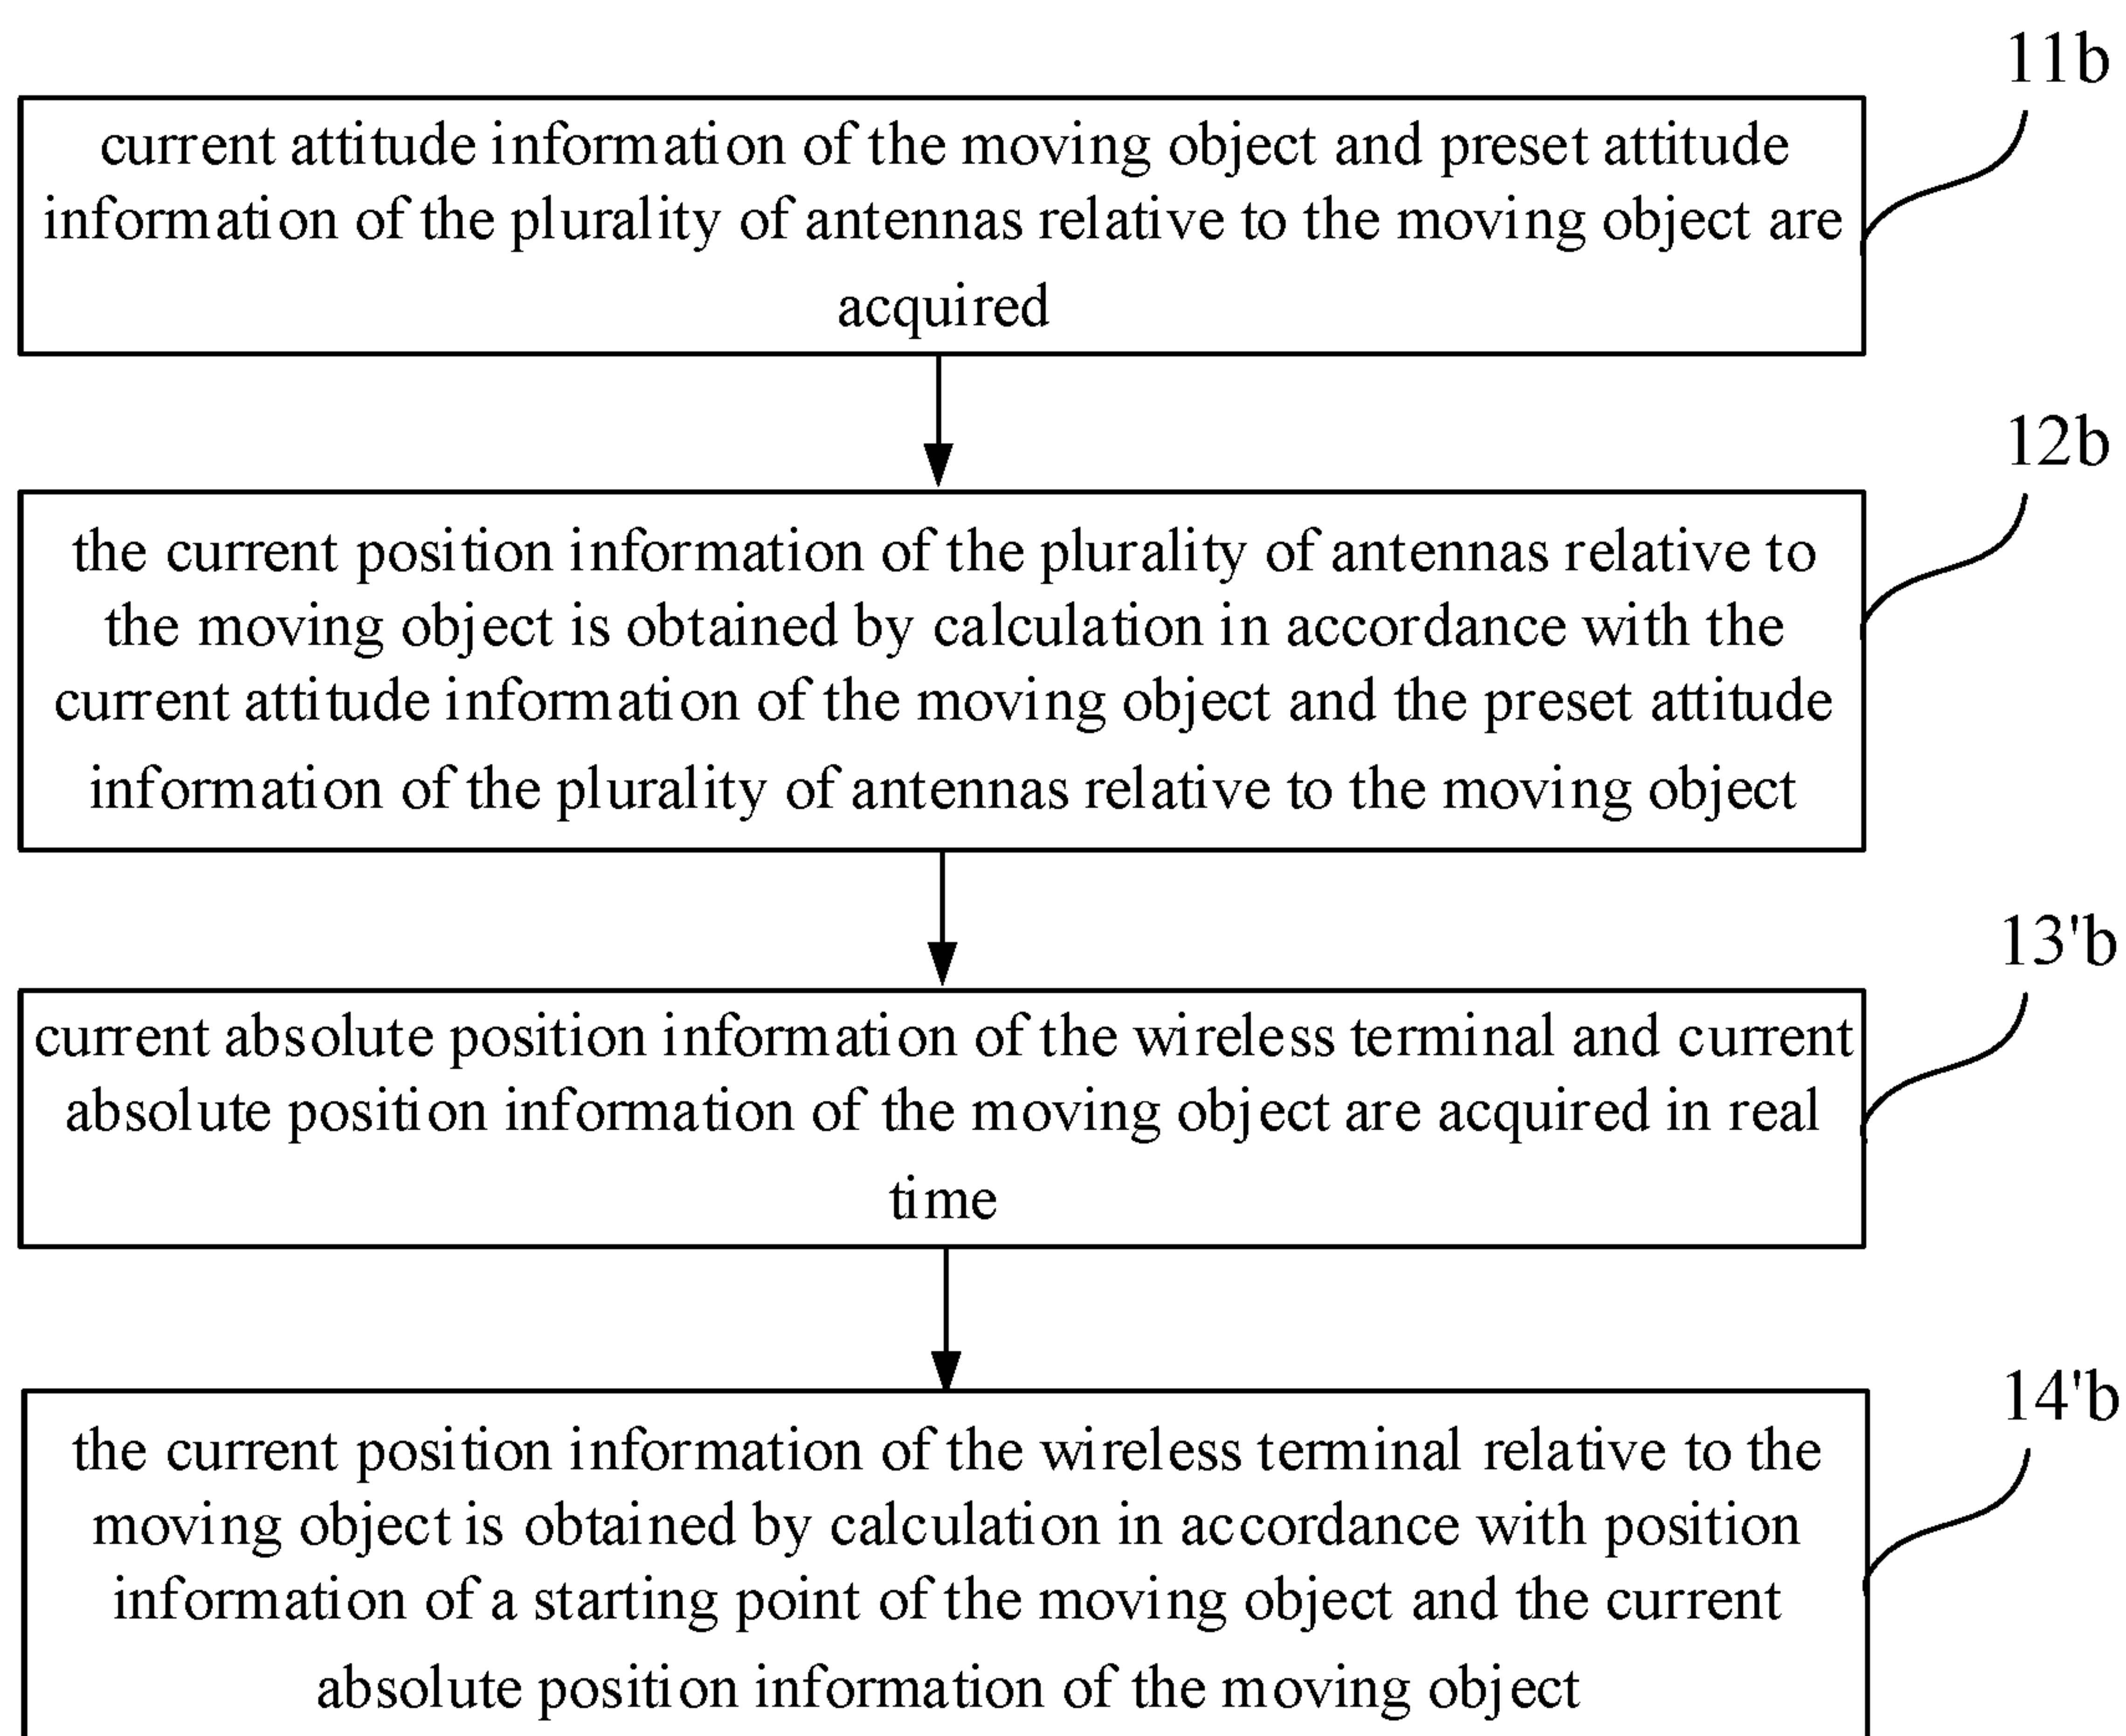 11b
current attitude information of the moving object and preset attitude
information of the plurality of antennas relative to the moving object are
acquired
12b
the current position information of the plurality of antennas relative to
the moving object is obtained by calculation in accordance with the
current attitude information of the moving object and the preset attitude
information of the plurality of antennas relative to the moving object
13'b
current absolute position information of the wireless terminal and current
absolute position information of the moving object are acquired in real
time
14'b
the current position information of the wireless terminal relative to the
moving object is obtained by calculation in accordance with position
information of a starting point of the moving object and the current
absolute position information of the moving object